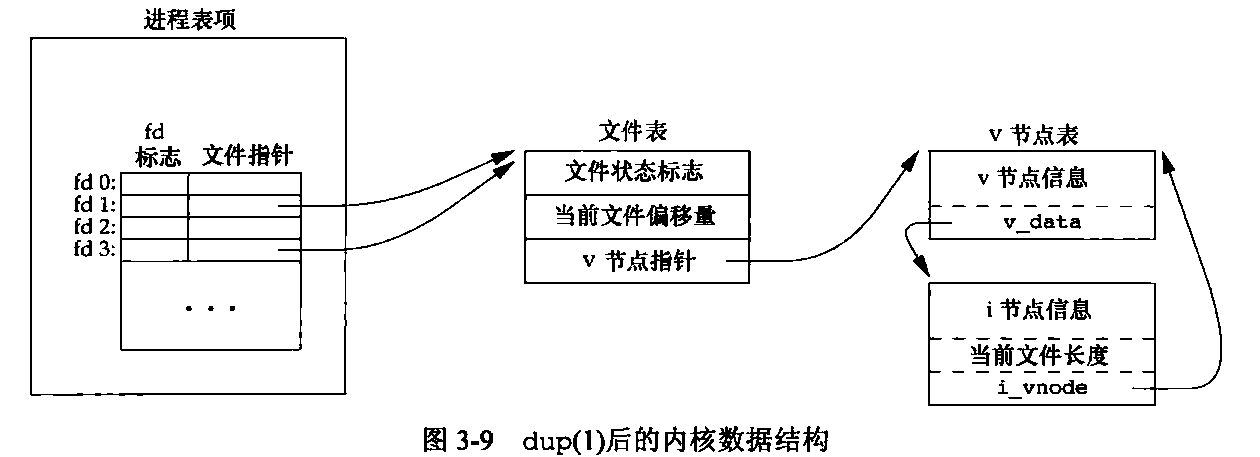 进程表项
fd
标志 文件指针
fd 0:
fd 1:
fd 2:
fd 3:
. . .
文件表
文件状态标志
当前文件偏移量
v 节点指针
v 节点表
v 节点信息
v_data
i 节点信息
当前文件长度
i_vnode
图 3-9 dup(1)后的内核数据结构